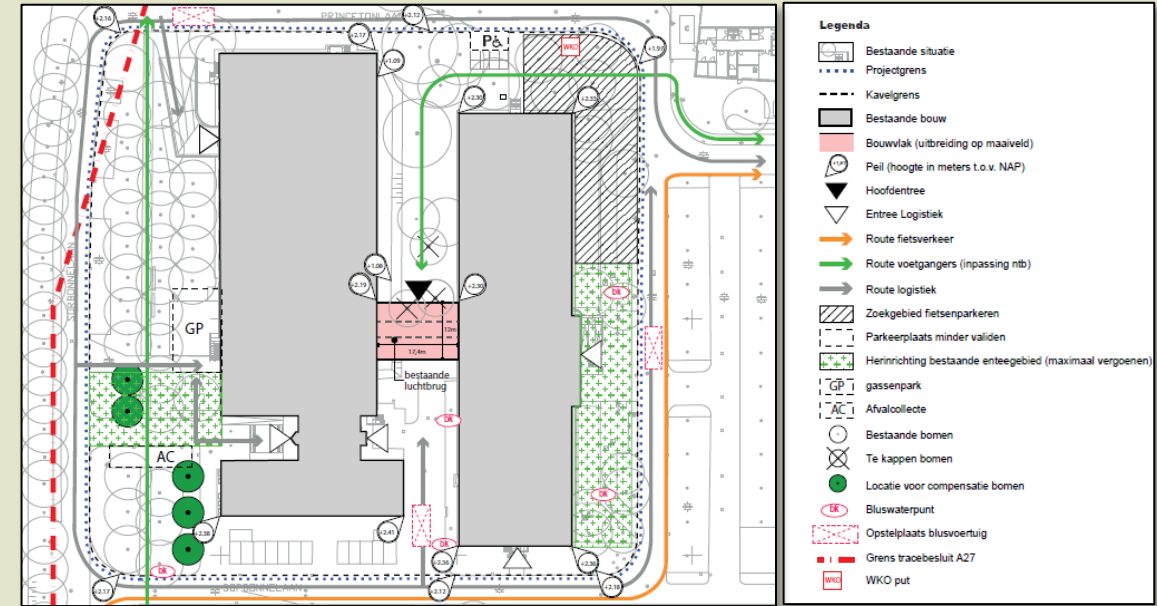 PRINCETONLAAN
+2.16
+2.12
+2.17
+1.09
P
WKO
+1.97
+2.30
+2.33
SORBONNELAAN
+1.08
+2.19
+2.30
bk
GP
12m
17,4m
bestaande
luchtbrug
bk
AC
bk
+2.38
+2.41
bk
bk
+2.36
+2.36
+2.17
SORBONNELAAN
+2.12
+2.18
Legenda
Bestaande situatie
Projectgrens
Kavelgrens
Bestaande bouw
Bouwvlak (uitbreiding op maaiveld)
Peil (hoogte in meters t.o.v. NAP)
Hoofdentree
Entree Logistiek
Route fietsverkeer
Route voetgangers (inpassing ntb)
Route logistiek
Zoekgebied fietsenparkeren
Parkeerplaats minder validen
Herinrichting bestaande enteegebied (maximaal vergoenen)
GP gassenpark
AC Afvalcollecte
Bestaande bomen
Te kappen bomen
Locatie voor compensatie bomen
bk Bluswaterpunt
Opstelplaats blusvoertuig
Grens tracebesluit A27
WKO WKO put